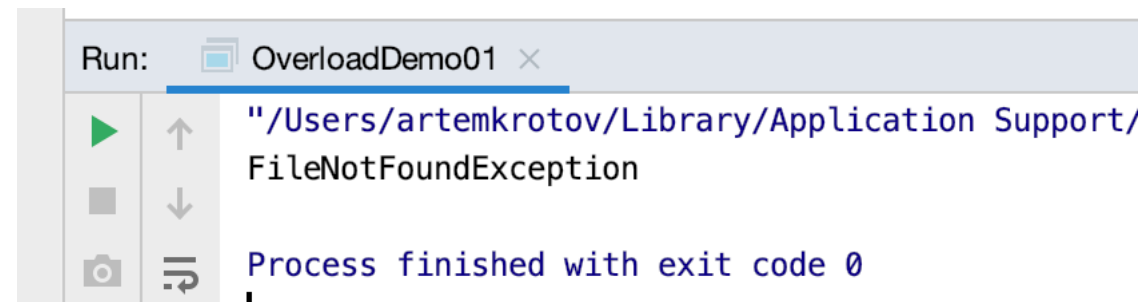 Run: OverloadDemo01
"/Users/artemkrotov/Library/Application Support/
FileNotFoundException
Process finished with exit code 0